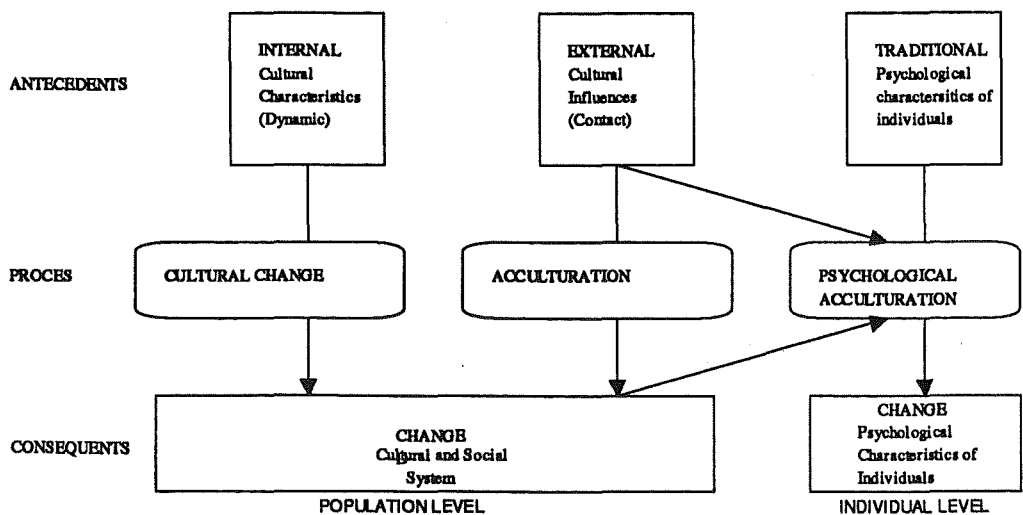 INTERNAL
Cultural
Characteristics
(Dynamic)
EXTERNAL
Cultural
Influences
(Contact)
TRADITIONAL
Psychological
charactersitics of
individuals
ANTECEDENTS
PROCES
CULTURAL CHANGE
ACCULTURATION
PSYCHOLOGICAL
ACCULTURATION
CONSEQUENTS
CHANGE
Cultural and Social
System
CHANGE
Psychological
Characteristics of
Individuals
POPULATION LEVEL
INDIVIDUAL LEVEL